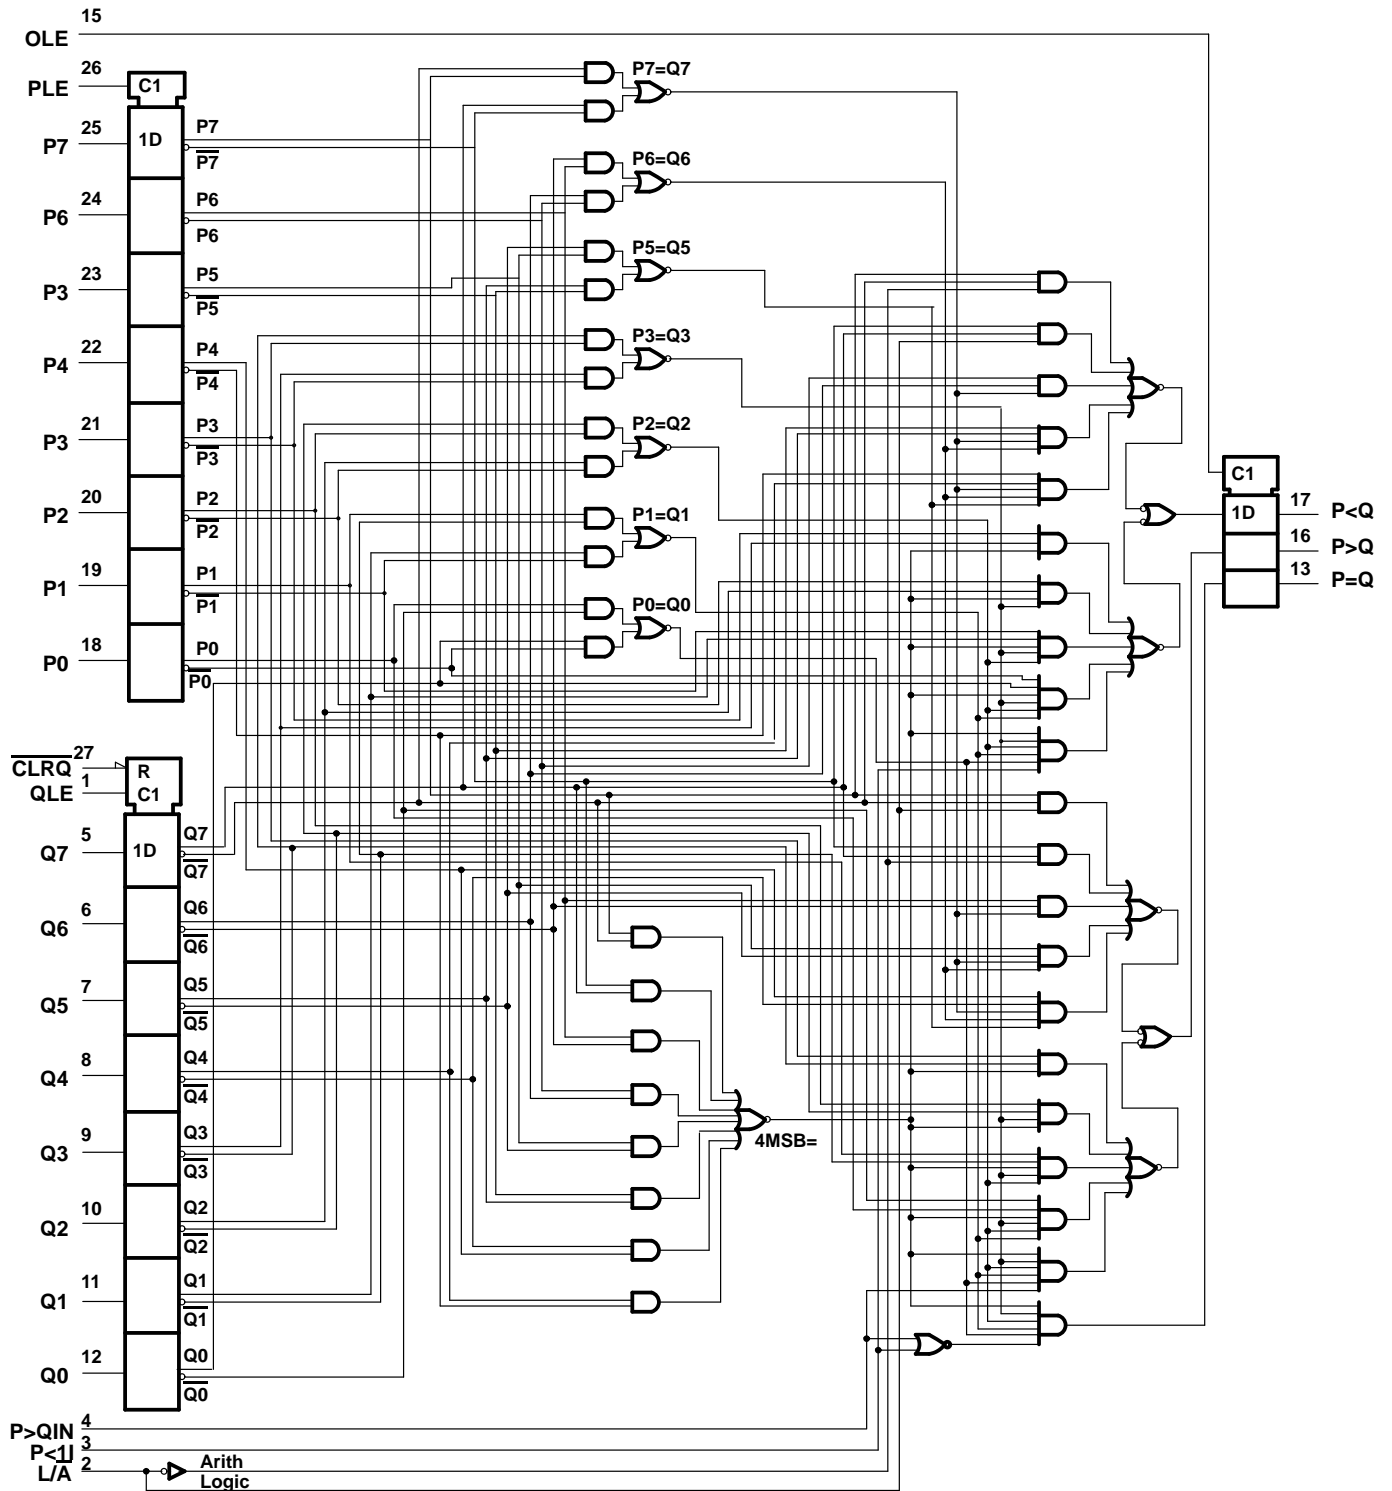 15
OLE
26
PLE
C1
25
P7
1D
P7
P7
24
P6
P6
P6
23
P3
P5
P5
22
P4
P4
P4
21
P3
P3
P3
20
P2
P2
P2
19
P1
P1
P1
18
P0
P0
P0
P7=Q7
P6=Q6
P5=Q5
P3=Q3
P2=Q2
P1=Q1
P0=Q0
C1
1D
17
P<Q
16
P>Q
13
P=Q
27
CLRQ
R
1
QLE
C1
5
Q7
1D
Q7
Q7
6
Q6
Q6
Q6
7
Q5
Q5
Q5
8
Q4
Q4
Q4
9
Q3
Q3
Q3
10
Q2
Q2
Q2
11
Q1
Q1
Q1
12
Q0
Q0
Q0
4MSB=
P>QIN 4
P<1I 3
L/A 2
Arith
Logic